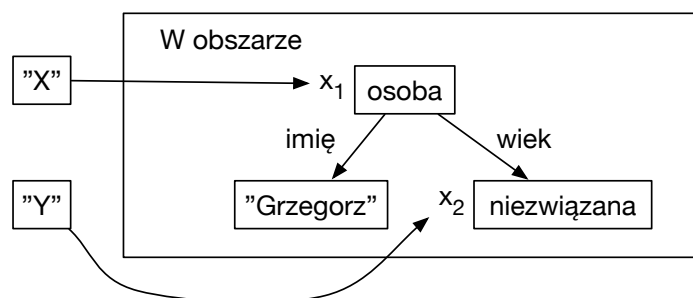 W obszarze
”X”
x1
osoba
imię
wiek
”Y”
”Grzegorz”
x2
niezwiązana